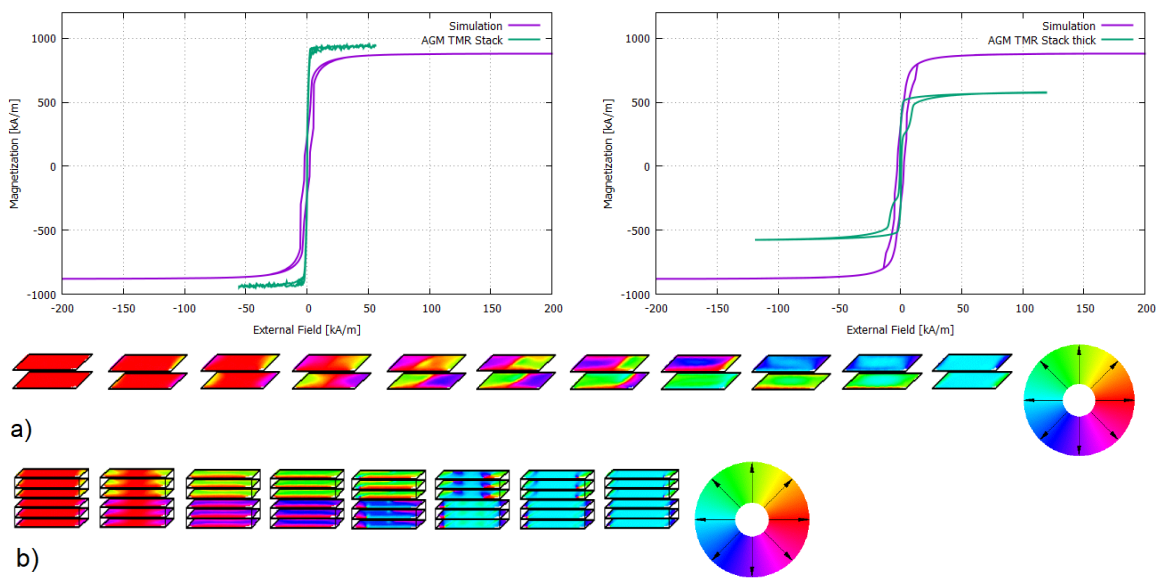 Simulation
AGM TMR Stack
1000
500
0
-500
-1000
Magnetization [kA/m]
-200 -150 -100 -50 0 50 100 150 200
External Field [kA/m]
Simulation
AGM TMR Stack thick
1000
500
0
-500
-1000
Magnetization [kA/m]
-200 -150 -100 -50 0 50 100 150 200
External Field [kA/m]
a)
b)